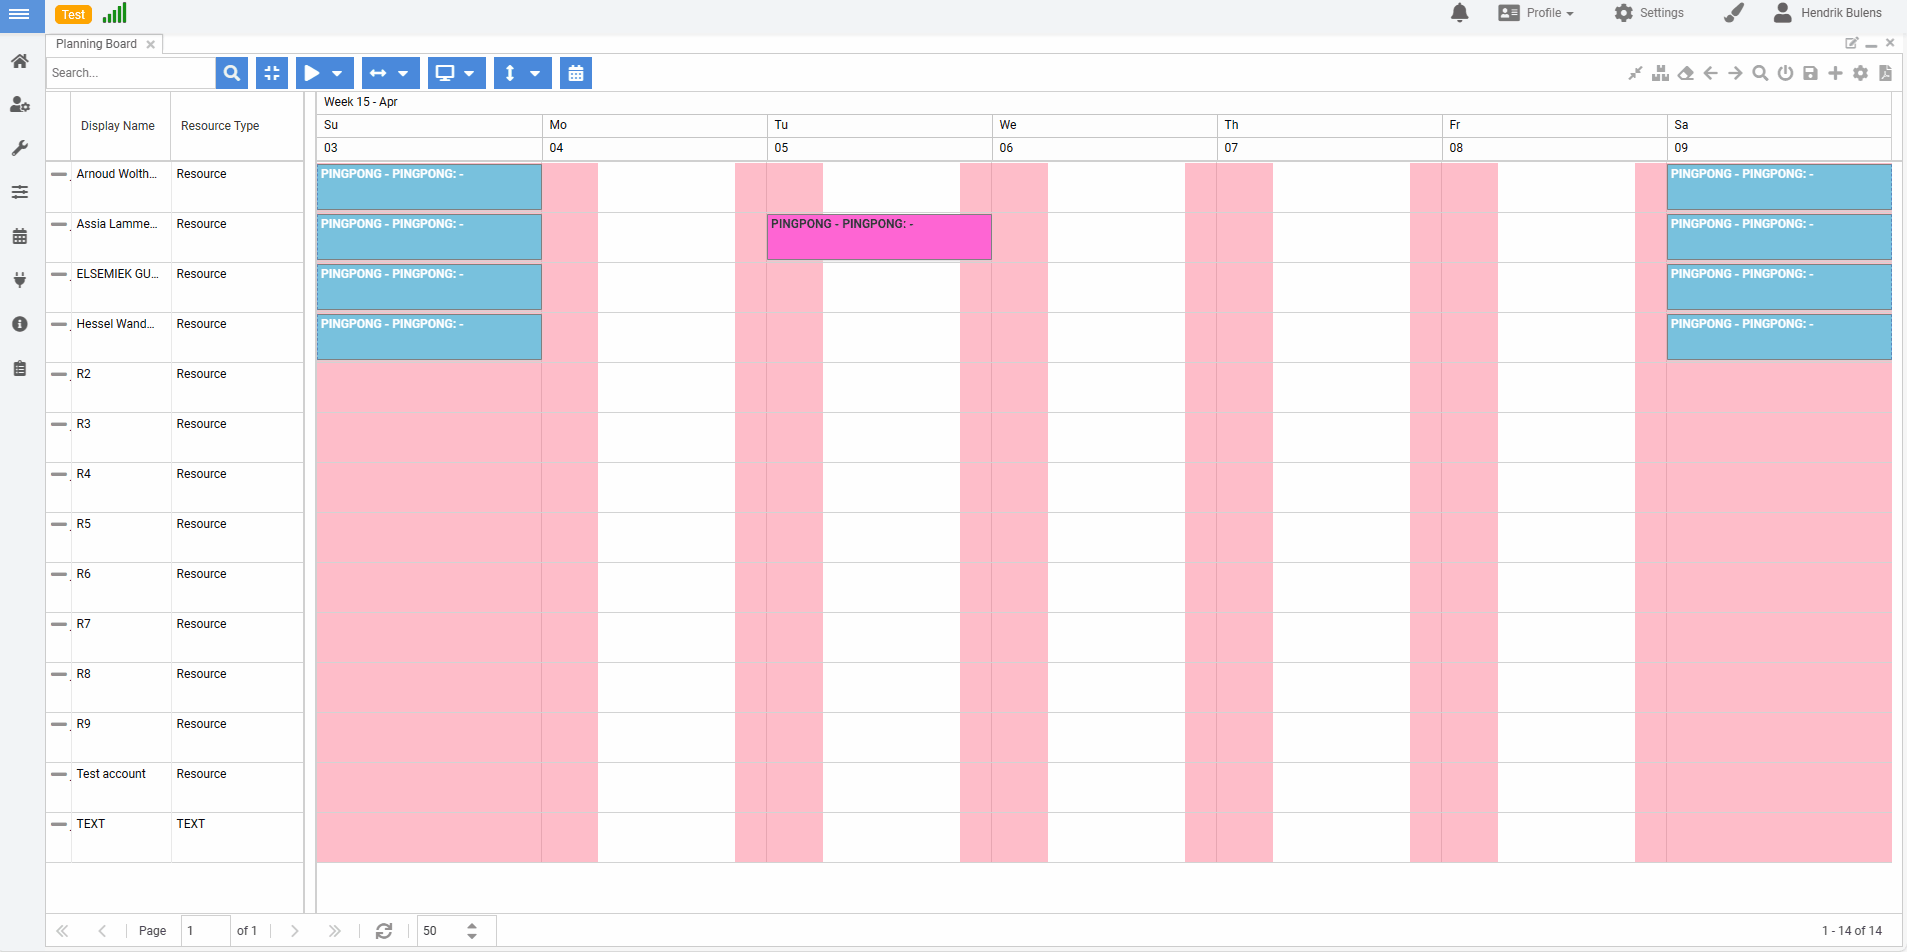 Test
Profile
Settings
Hendrik Bulens
Planning Board
Search...
Week 15 - Apr
Display Name Resource Type
Su Mo Tu We Th Fr Sa
03 04 05 06 07 08 09
Arnoud Wolth... Resource PINGPONG - PINGPONG: - PINGPONG - PINGPONG: -
Assia Lamme... Resource PINGPONG - PINGPONG: - PINGPONG - PINGPONG: - PINGPONG - PINGPONG: -
ELSEMIEK GU... Resource PINGPONG - PINGPONG: - PINGPONG - PINGPONG: -
Hessel Wand... Resource PINGPONG - PINGPONG: - PINGPONG - PINGPONG: -
R2 Resource
R3 Resource
R4 Resource
R5 Resource
R6 Resource
R7 Resource
R8 Resource
R9 Resource
Test account Resource
TEXT TEXT
Page 1 of 1 50 1 - 14 of 14